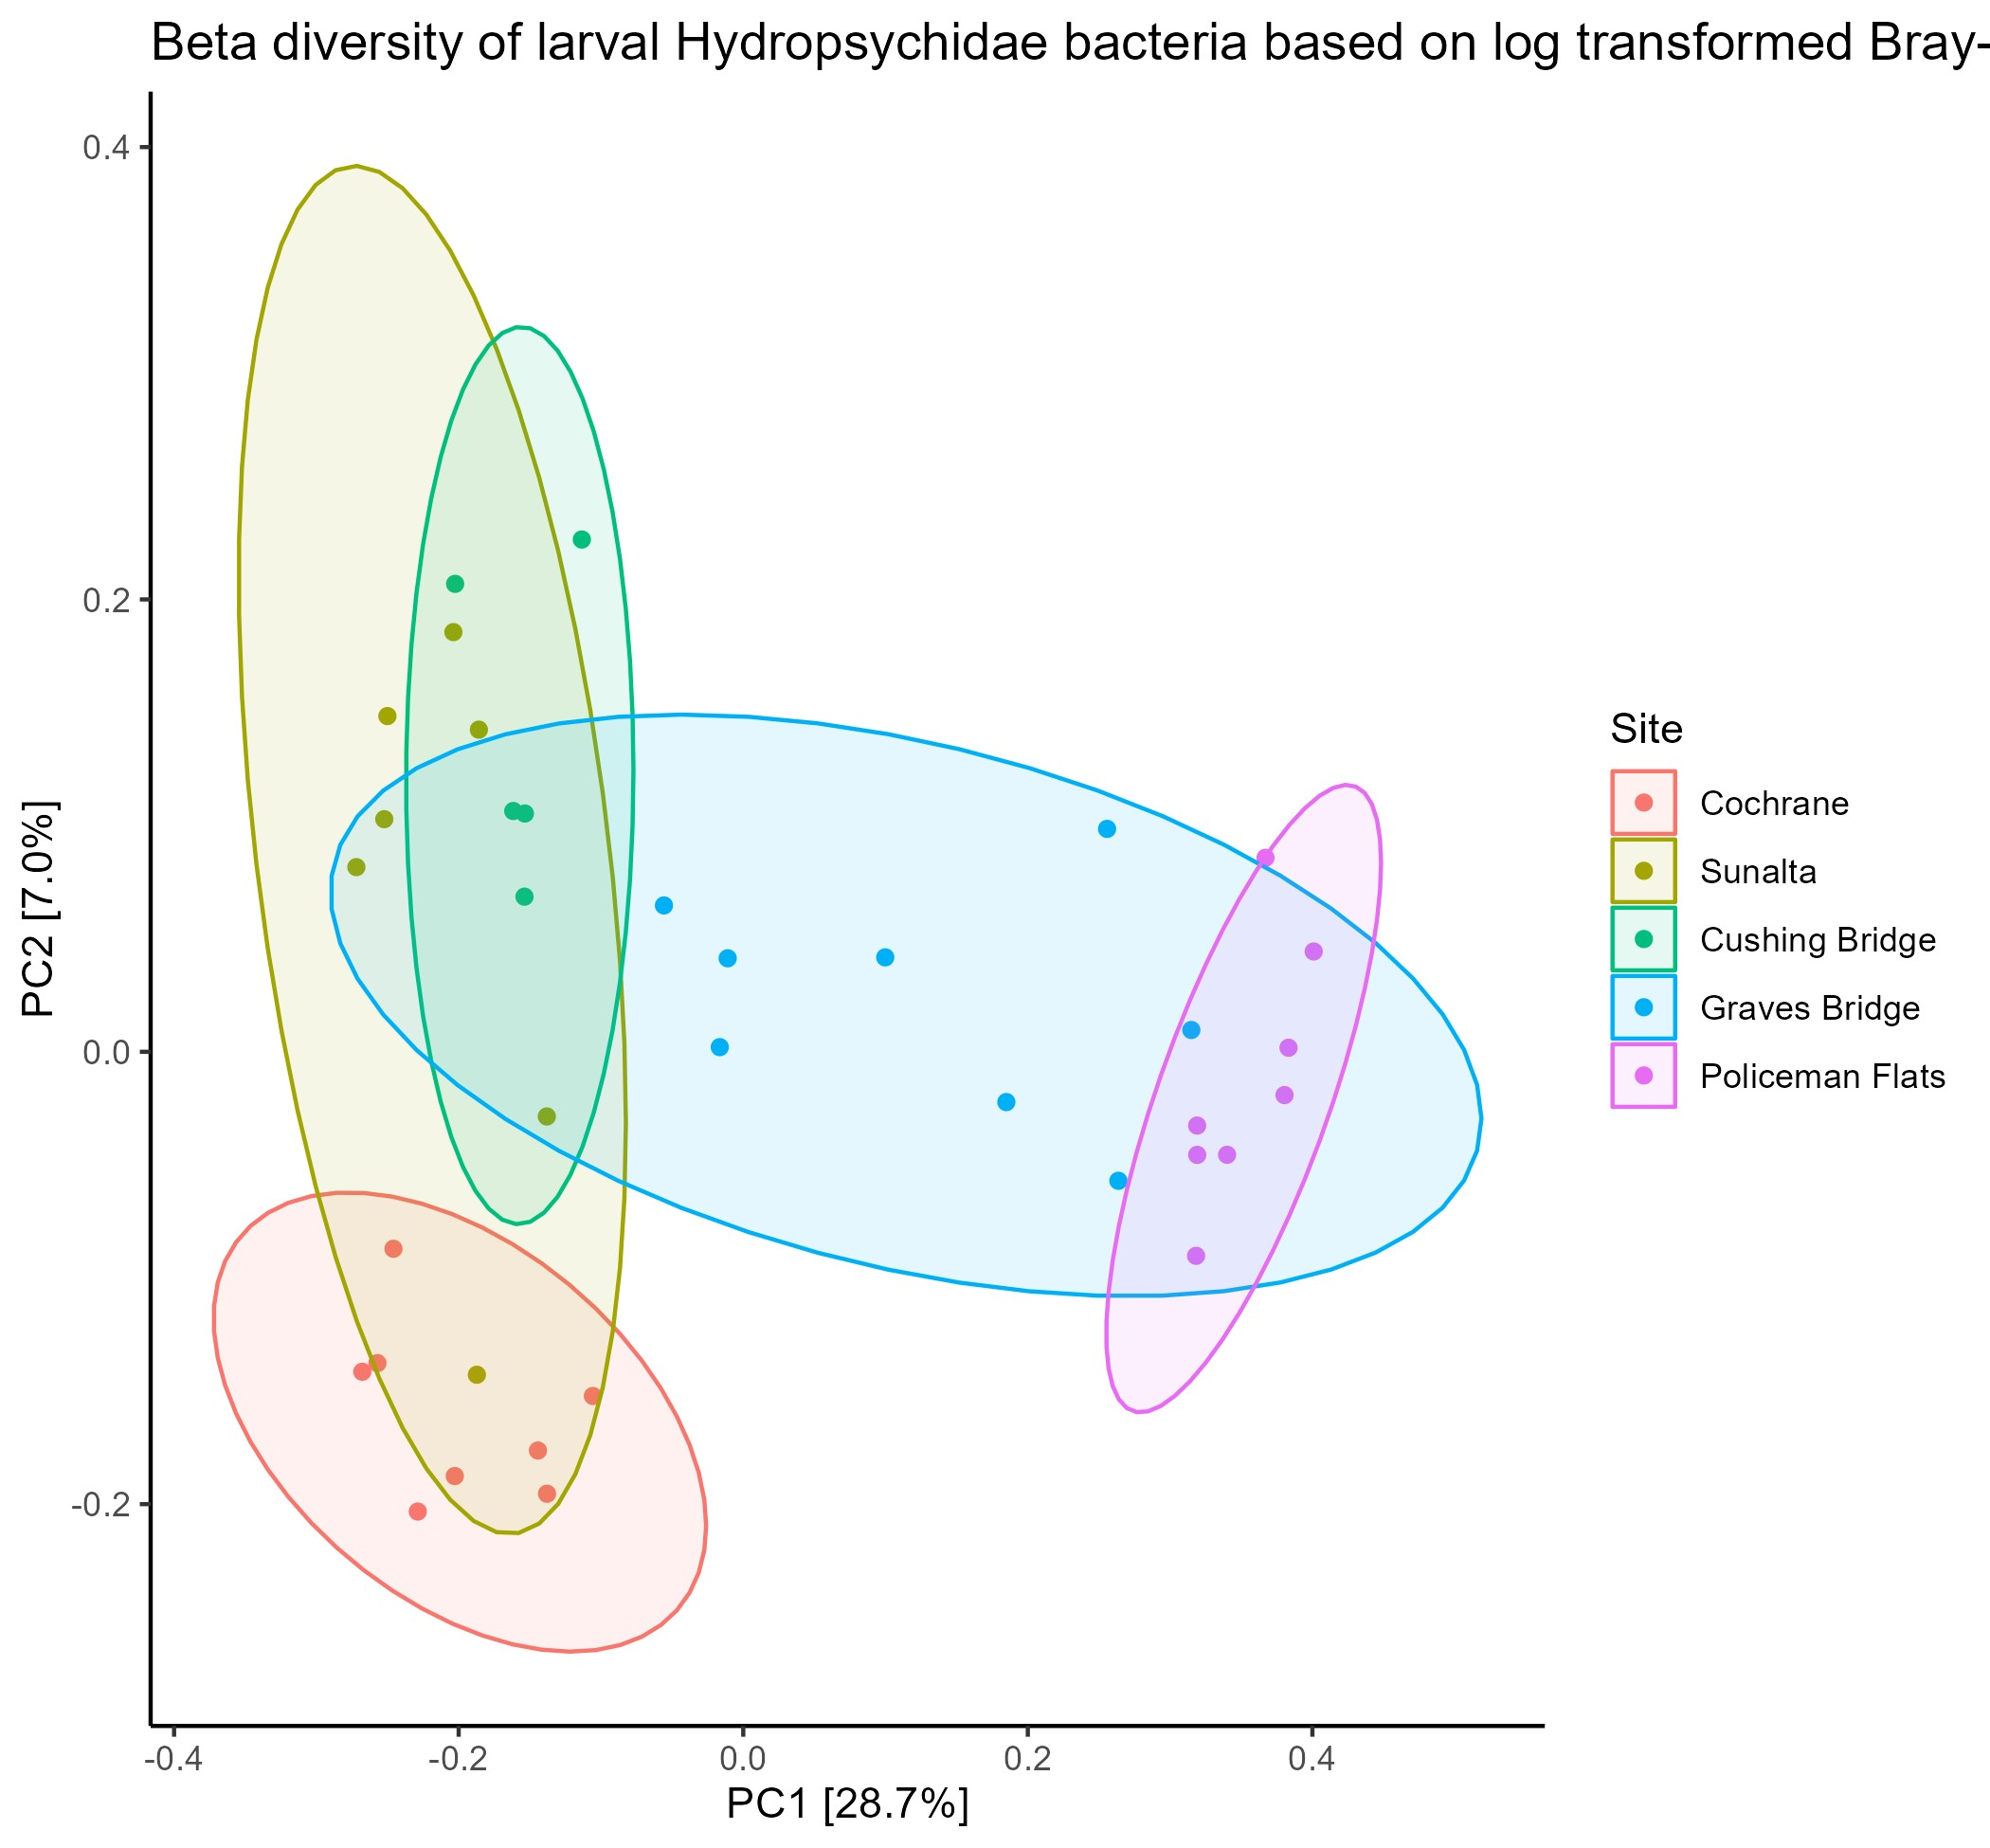 Beta diversity of larval Hydropsychidae bacteria based on log transformed Bray-
0.4
0.2
0.0
-0.2
PC2 [7.0%]
-0.4
-0.2
0.0
0.2
0.4
PC1 [28.7%]
Site
Cochrane
Sunalta
Cushing Bridge
Graves Bridge
Policeman Flats